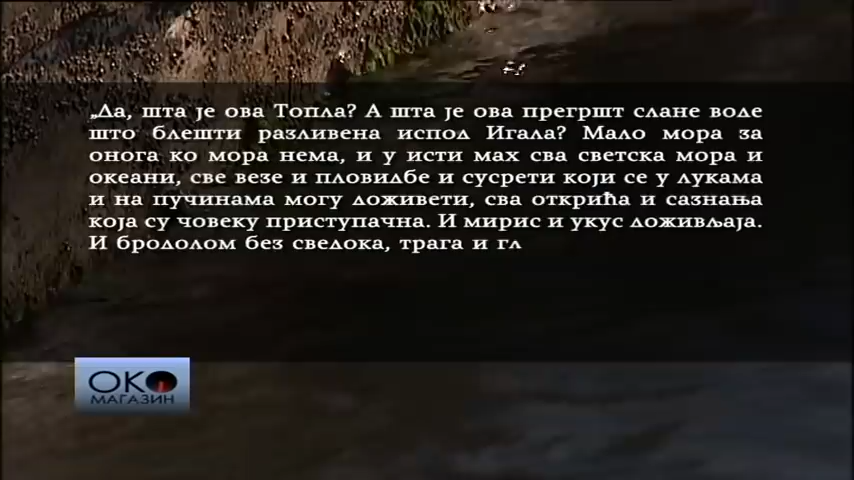 „Да, шта је ова Топла? А шта је ова прегршт слане воде
што блешти разливена испод Игала? Мало мора за
онога ко мора нема, и у исти мах сва светска мора и
океани, све везе и пловидбе и сусрети који се у лукама
и на пучинама могу доживети, сва открића и сазнања
која су човеку приступачна. И мирис и укус доживљаја.
И бродолом без сведока, трага и гл
ОКО
МАГАЗИН